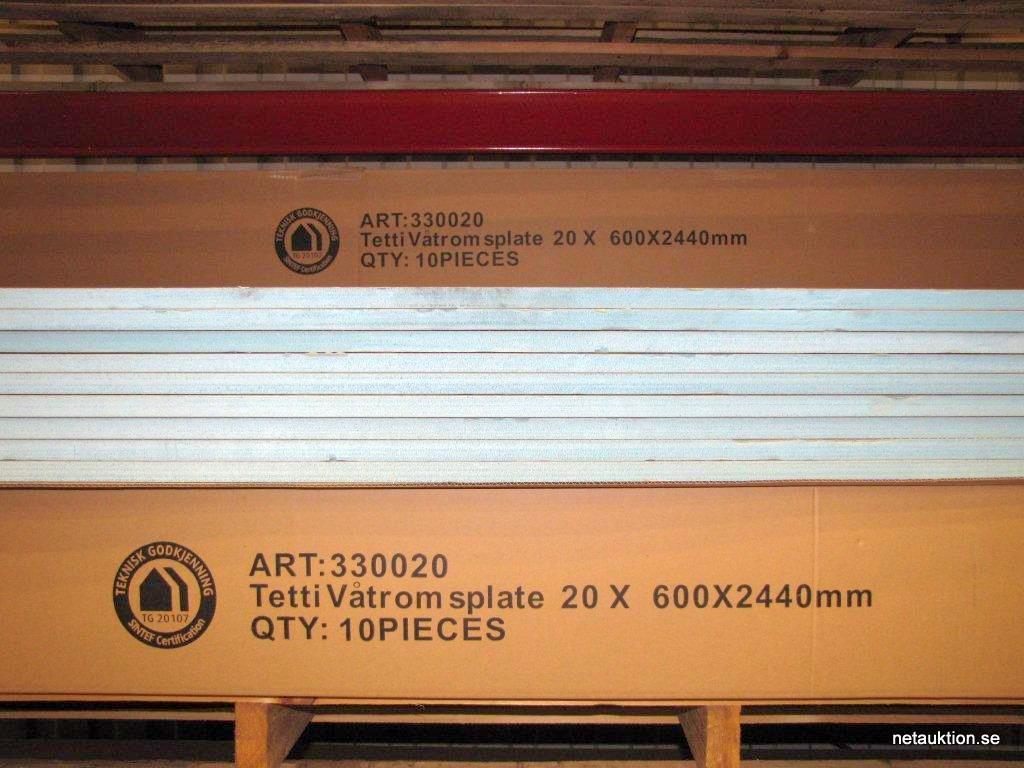 TEKNISK GODKJENNING
TG 20107
SINTEF Certification
ART:330020
Tetti Våtrom splate 20 X 600X2440mm
QTY: 10PIECES
TEKNISK GODKJENNING
TG 20107
SINTEF Certification
ART:330020
Tetti Våtrom splate 20 X 600X2440mm
QTY: 10PIECES
netauktion.se